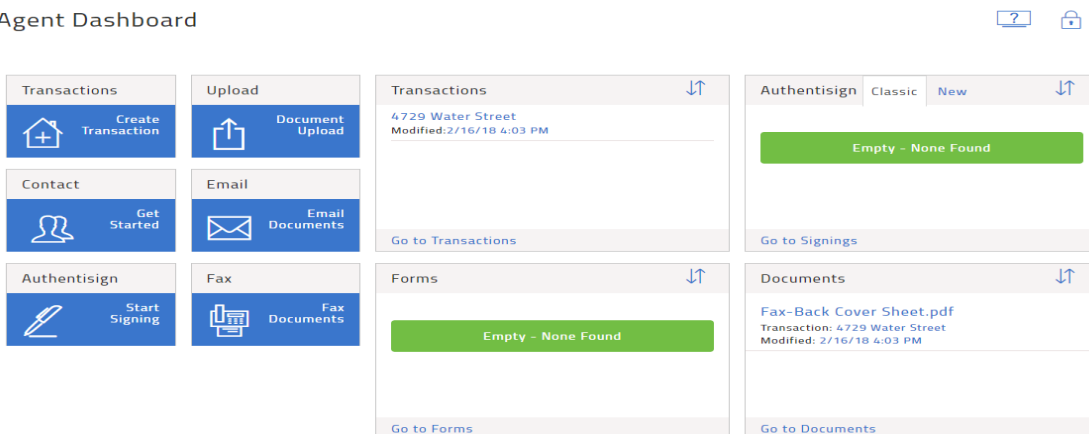 Agent Dashboard
?
Transactions
Create
Transaction
Upload
Document
Upload
Contact
Get
Started
Email
Email
Documents
Authentisign
Start
Signing
Fax
Fax
Documents
Transactions
4729 Water Street
Modified:2/16/18 4:03 PM
Go to Transactions
Authentisign Classic New
Empty - None Found
Go to Signings
Forms
Empty - None Found
Go to Forms
Documents
Fax-Back Cover Sheet.pdf
Transaction: 4729 Water Street
Modified: 2/16/18 4:03 PM
Go to Documents